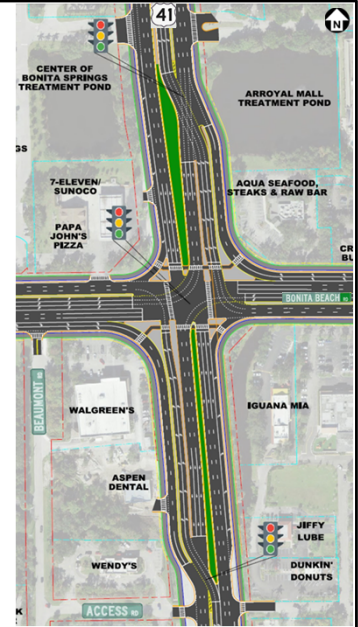 41
N
CENTER OF
BONITA SPRINGS
TREATMENT POND
ARROYAL MALL
TREATMENT POND
GS
7-ELEVEN/
SUNOCO
AQUA SEAFOOD,
STEAKS & RAW BAR
PAPA
JOHN'S
PIZZA
CR
BU
BONITA BEACH RD
BEAUMONT RD
WALGREEN'S
IGUANA MIA
ASPEN
DENTAL
JIFFY
LUBE
WENDY'S
DUNKIN'
DONUTS
K
ACCESS RD